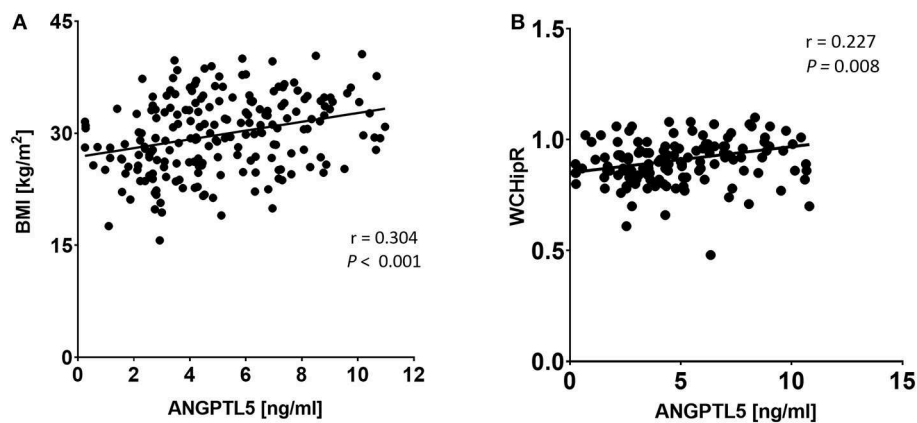 A
45
30
15
0
BMI [kg/m²]
r = 0.304
P < 0.001
0 2 4 6 8 10 12
ANGPTL5 [ng/ml]
B
1.5
1.0
0.5
0.0
WCHipR
r = 0.227
P = 0.008
0 5 10 15
ANGPTL5 [ng/ml]